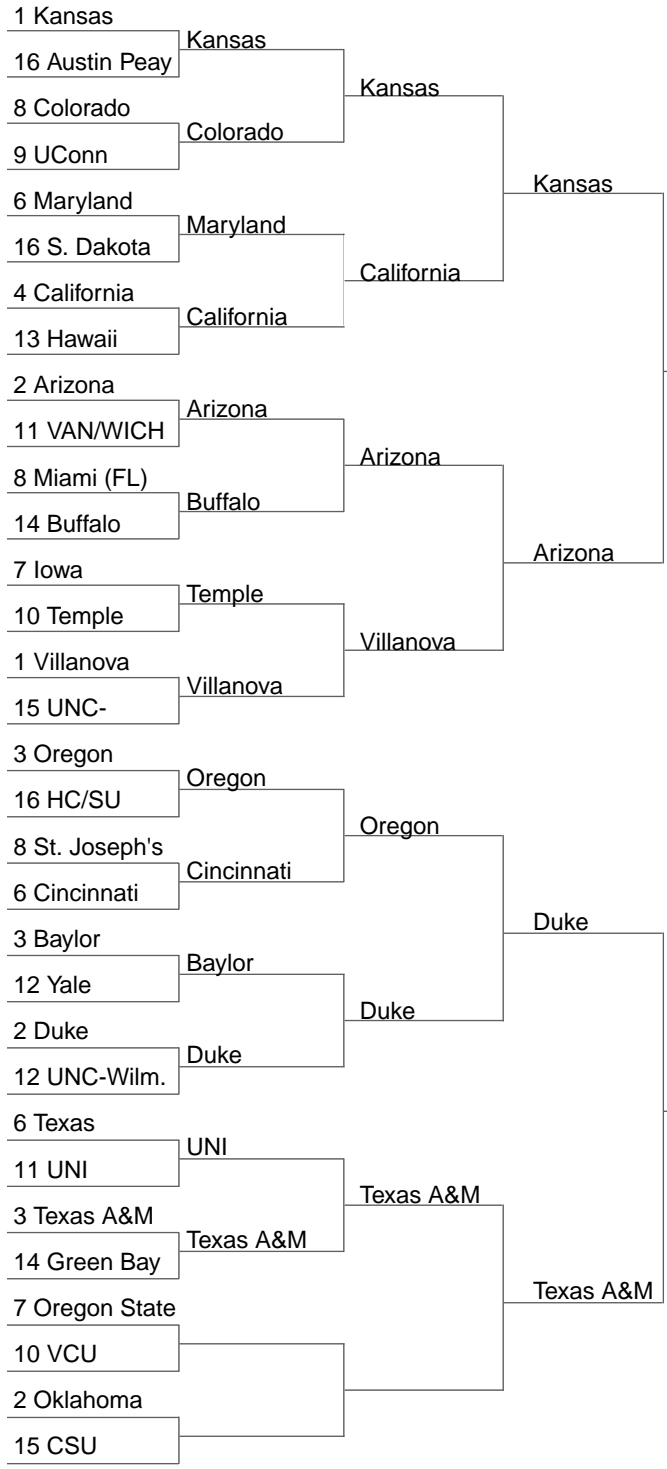 1 Kansas
Kansas
16 Austin Peay
Kansas
8 Colorado
Colorado
9 UConn
Kansas
6 Maryland
Maryland
16 S. Dakota
California
4 California
California
13 Hawaii
2 Arizona
Arizona
11 VAN/WICH
Arizona
8 Miami (FL)
Buffalo
14 Buffalo
Arizona
7 Iowa
Temple
10 Temple
Villanova
1 Villanova
Villanova
15 UNC-
3 Oregon
Oregon
16 HC/SU
Oregon
8 St. Joseph's
Cincinnati
6 Cincinnati
Duke
3 Baylor
Baylor
12 Yale
Duke
2 Duke
Duke
12 UNC-Wilm.
6 Texas
UNI
11 UNI
Texas A&M
3 Texas A&M
Texas A&M
14 Green Bay
Texas A&M
7 Oregon State
10 VCU
2 Oklahoma
15 CSU